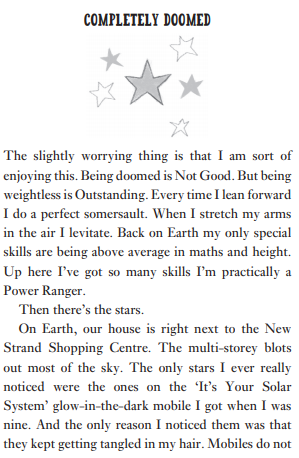 COMPLETELY DOOMED
The slightly worrying thing is that I am sort of
enjoying this. Being doomed is Not Good. But being
weightless is Outstanding. Every time I lean forward
I do a perfect somersault. When I stretch my arms
in the air I levitate. Back on Earth my only special
skills are being above average in maths and height.
Up here I've got so many skills I'm practically a
Power Ranger.
Then there's the stars.
On Earth, our house is right next to the New
Strand Shopping Centre. The multi-storey blots
out most of the sky. The only stars I ever really
noticed were the ones on the 'It's Your Solar
System' glow-in-the-dark mobile I got when I was
nine. And the only reason I noticed them was that
they kept getting tangled in my hair. Mobiles do not